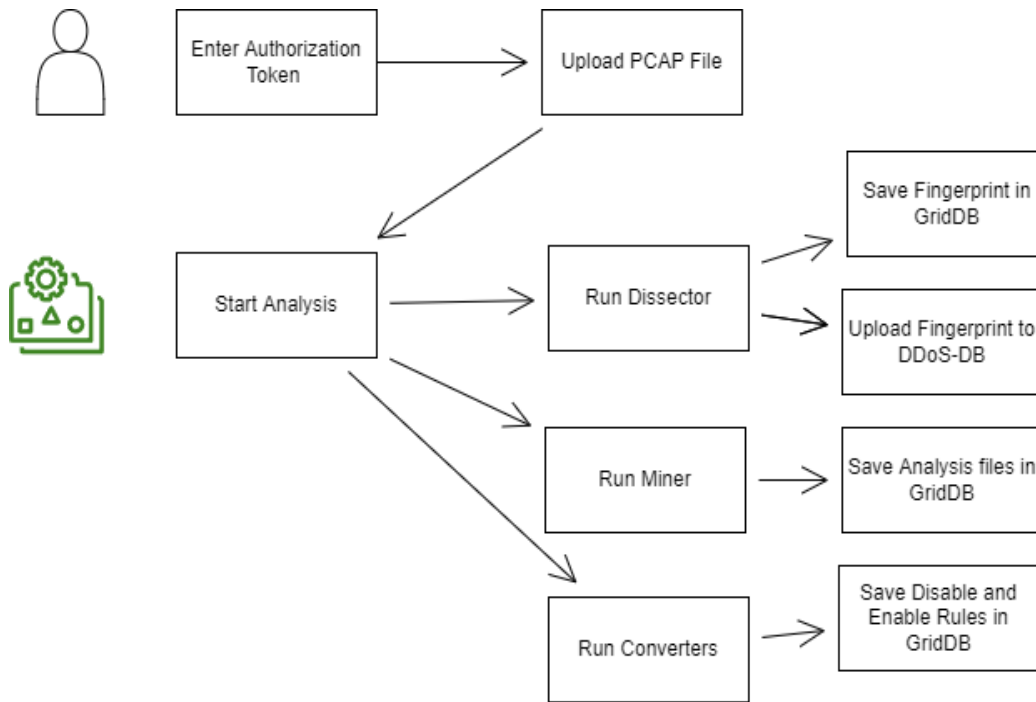 Enter Authorization
Token
Upload PCAP File
Save Fingerprint in
GridDB
Start Analysis
Run Dissector
Upload Fingerprint to
DDoS-DB
Run Miner
Save Analysis files in
GridDB
Run Converters
Save Disable and
Enable Rules in
GridDB